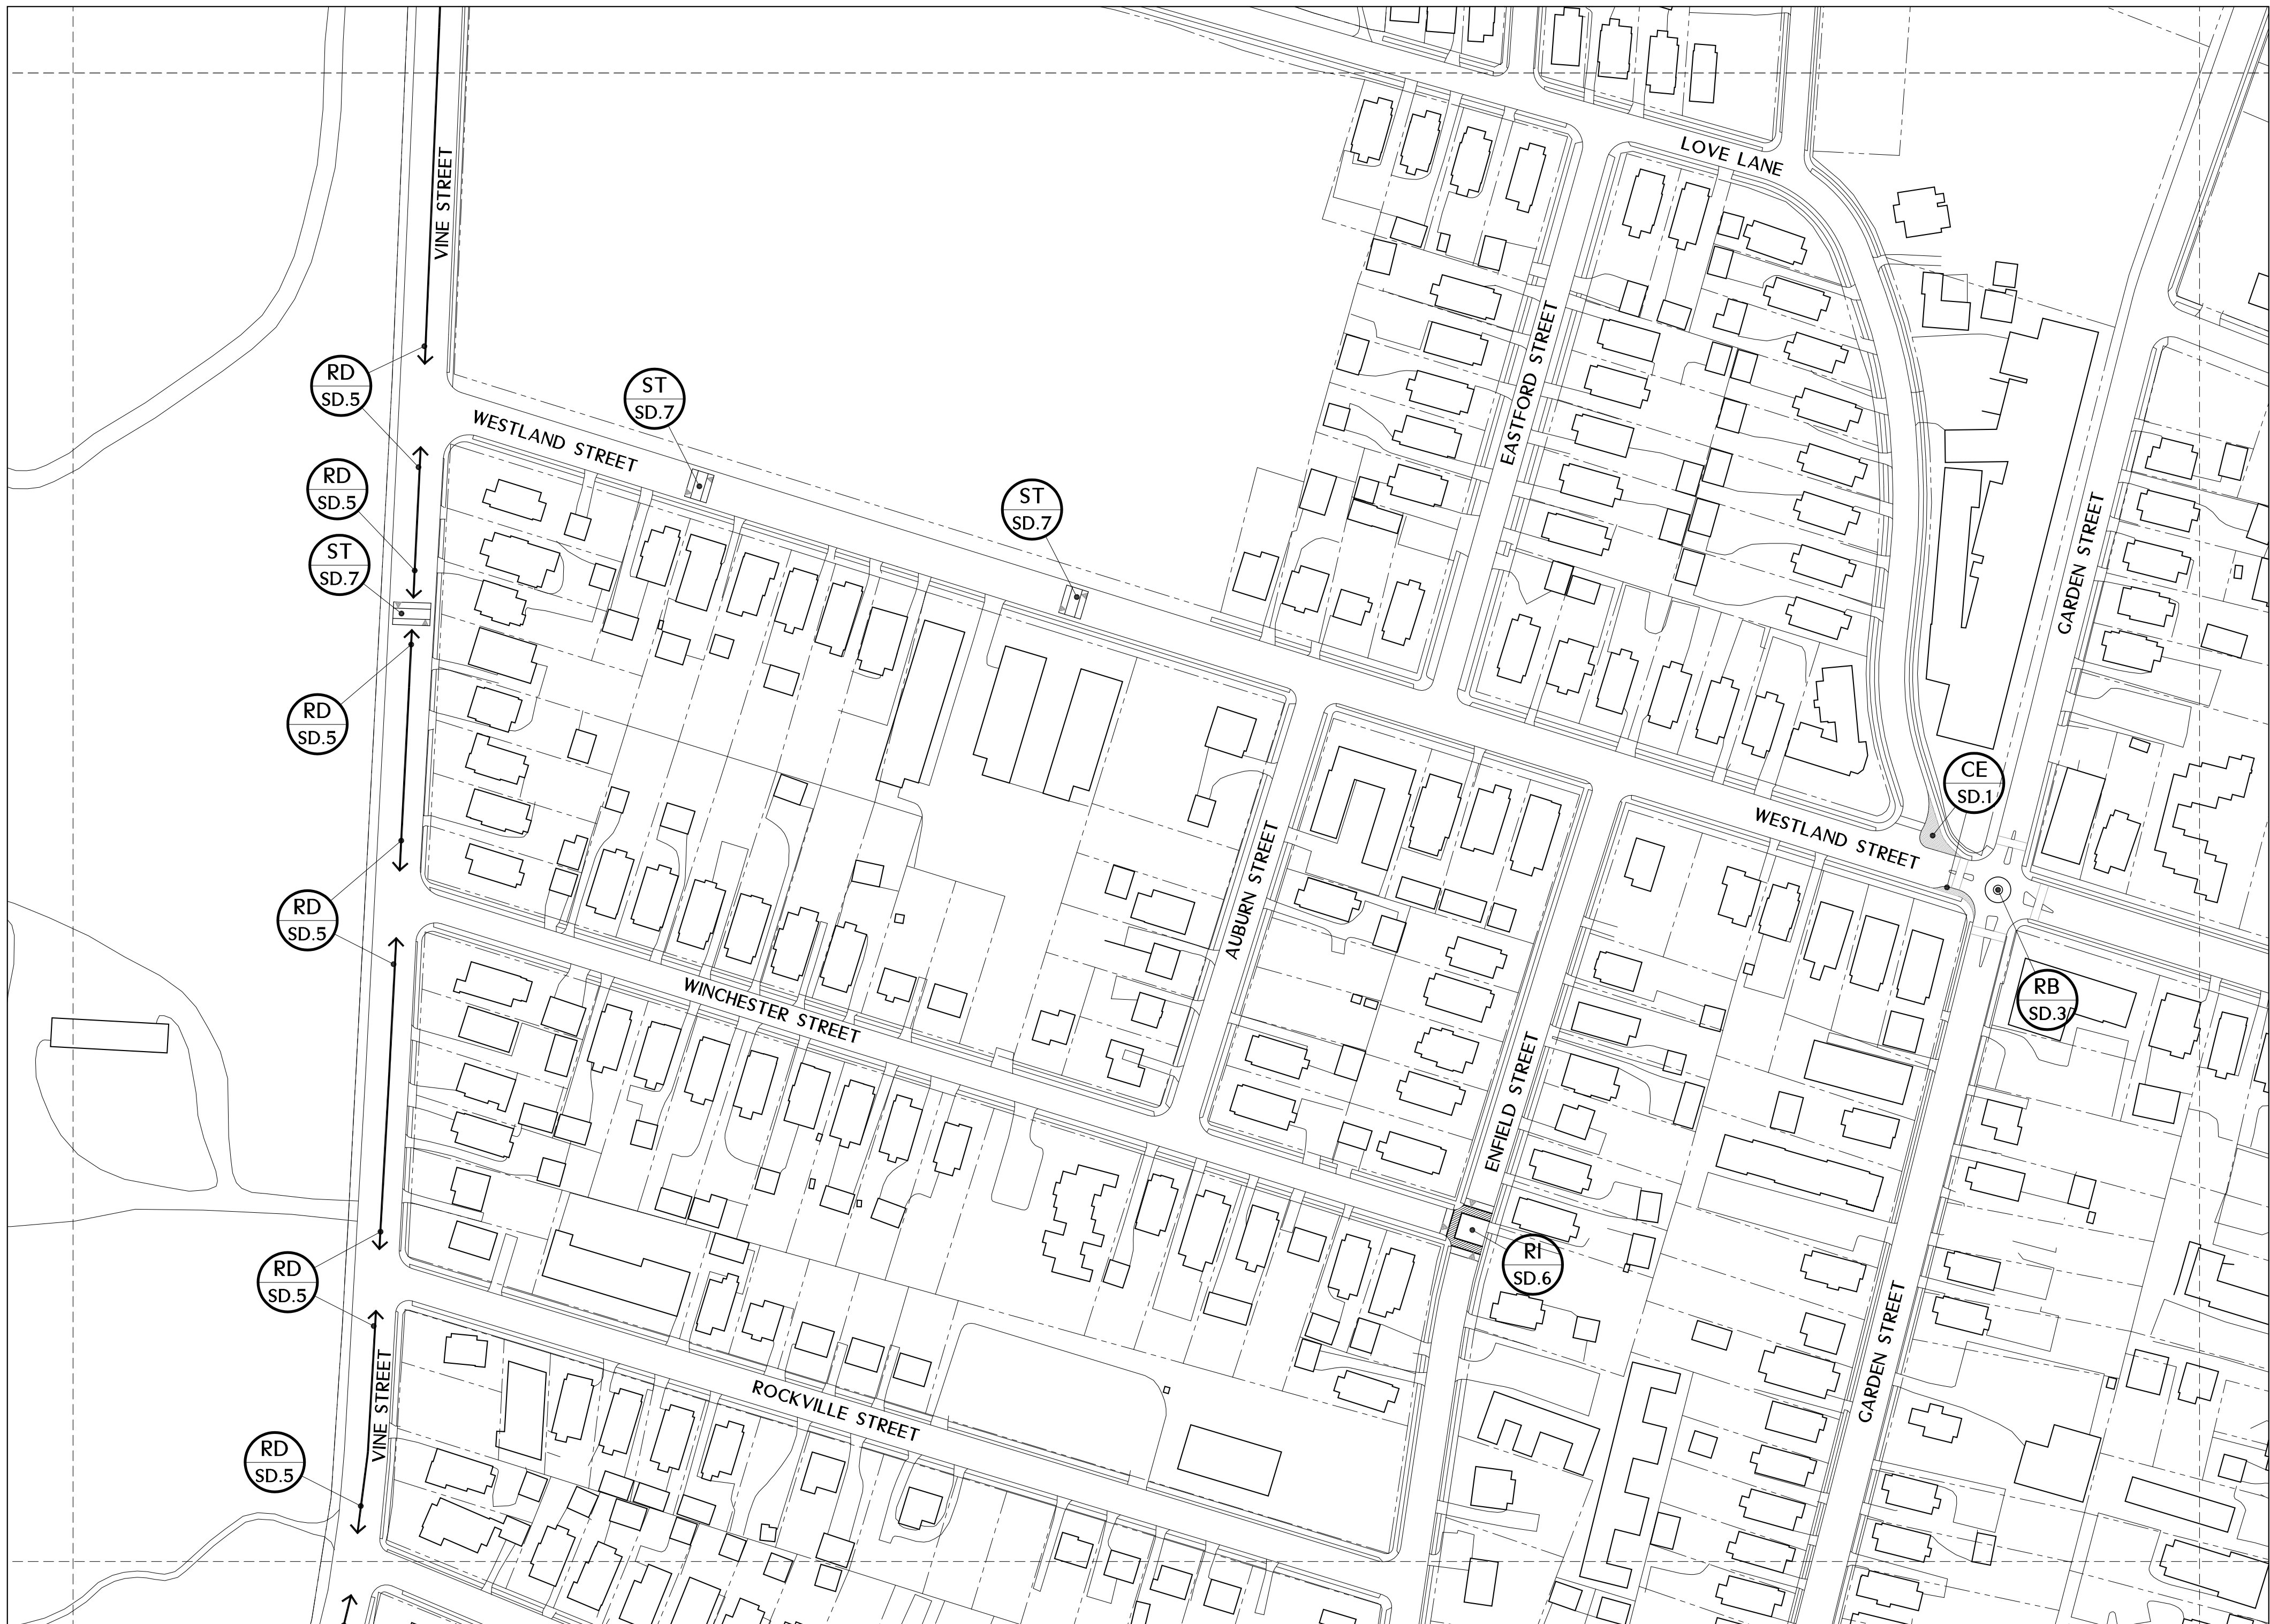 LOVE LANE
VINE STREET
RD
SD.5
ST
SD.7
WESTLAND STREET
EASTFORD STREET
RD
SD.5
ST
SD.7
ST
SD.7
GARDEN STREET
RD
SD.5
CE
SD.1
WESTLAND STREET
AUBURN STREET
RD
SD.5
WINCHESTER STREET
RB
SD.3/
ENFIELD STREET
RI
SD.6
RD
SD.5
GARDEN STREET
VINE STREET
ROCKVILLE STREET
RD
SD.5